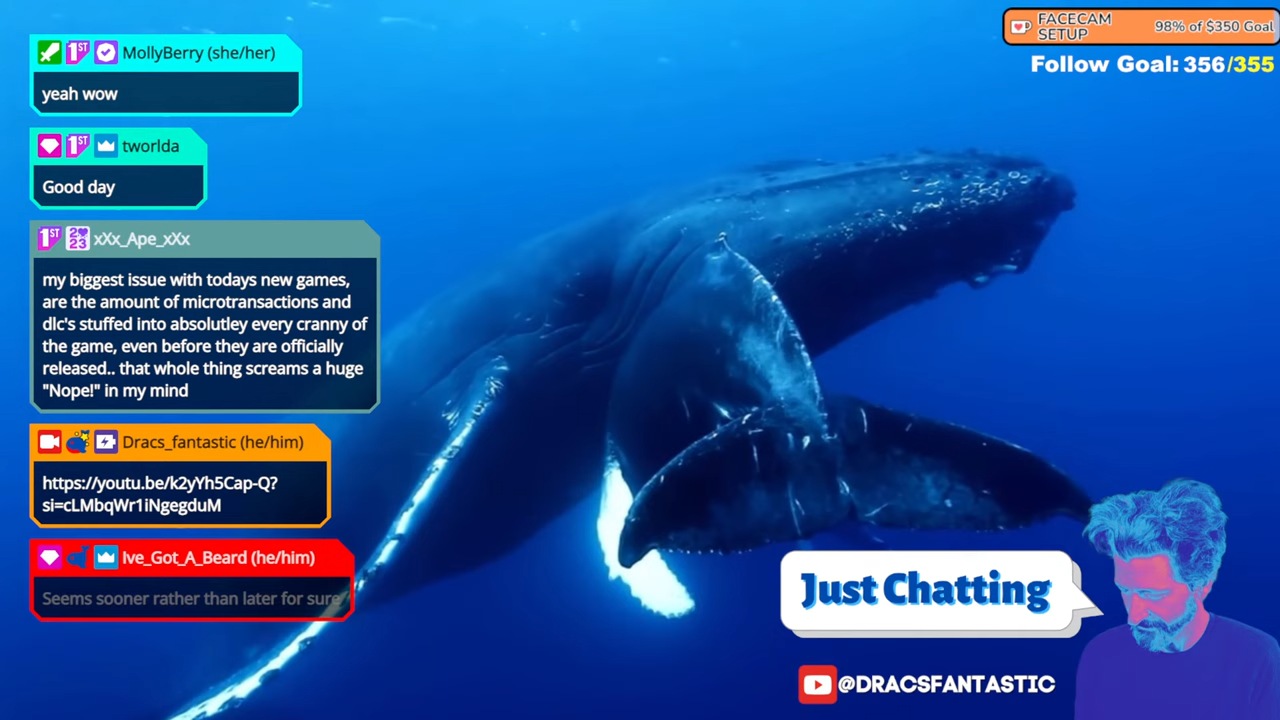 MollyBerry (she/her)
yeah wow
tworlda
Good day
1ST
2023
xXx_Ape_xXx
my biggest issue with todays new games,
are the amount of microtransactions and
dlc's stuffed into absolutley every cranny of
the game, even before they are officially
released.. that whole thing screams a huge
"Nope!" in my mind
Dracs_fantastic (he/him)
https://youtu.be/k2yYh5Cap-Q?
si=cLMbqWr1iNgegduM
Ive_Got_A_Beard (he/him)
Seems sooner rather than later for sure
FACECAM
SETUP
98% of $350 Goal
Follow Goal: 356/355
Just Chatting
@DRACSFANTASTIC